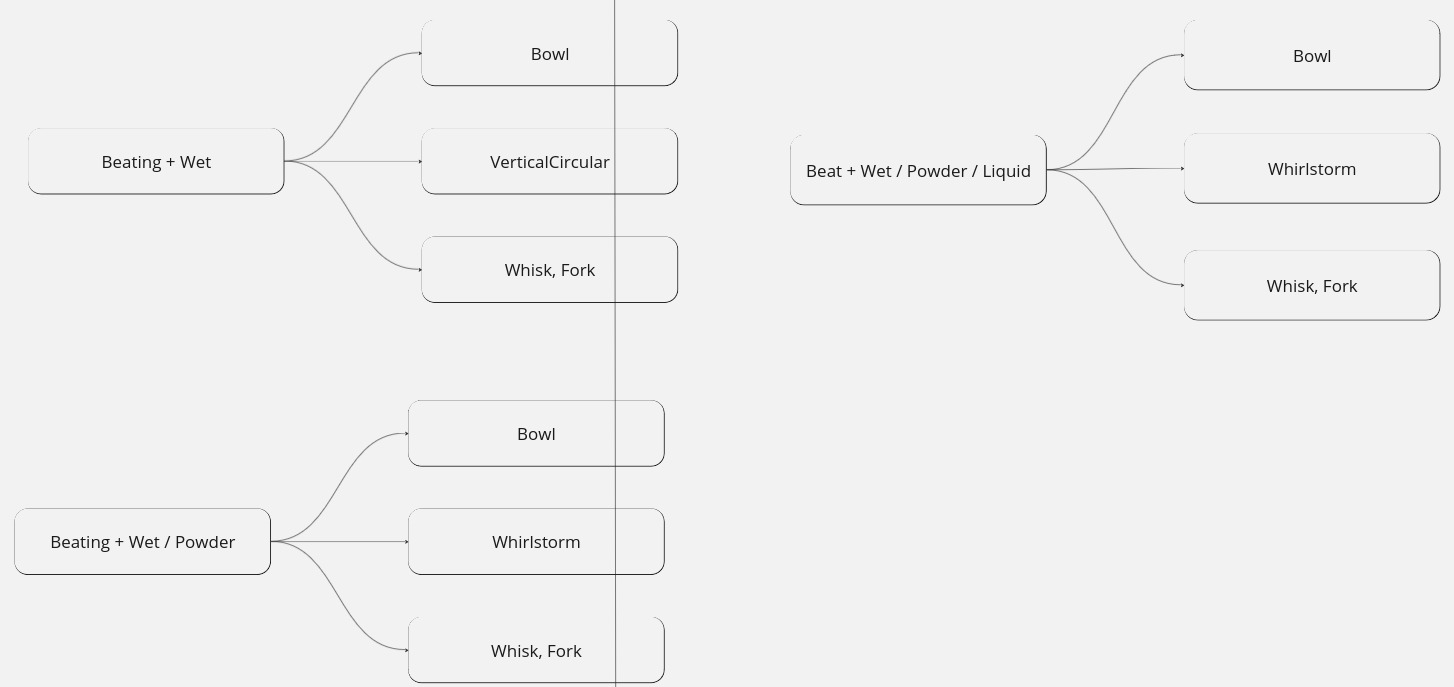 Beating + Wet
Bowl
VerticalCircular
Whisk, Fork
Beating + Wet / Powder
Bowl
Whirlstorm
Whisk, Fork
Beat + Wet / Powder / Liquid
Bowl
Whirlstorm
Whisk, Fork